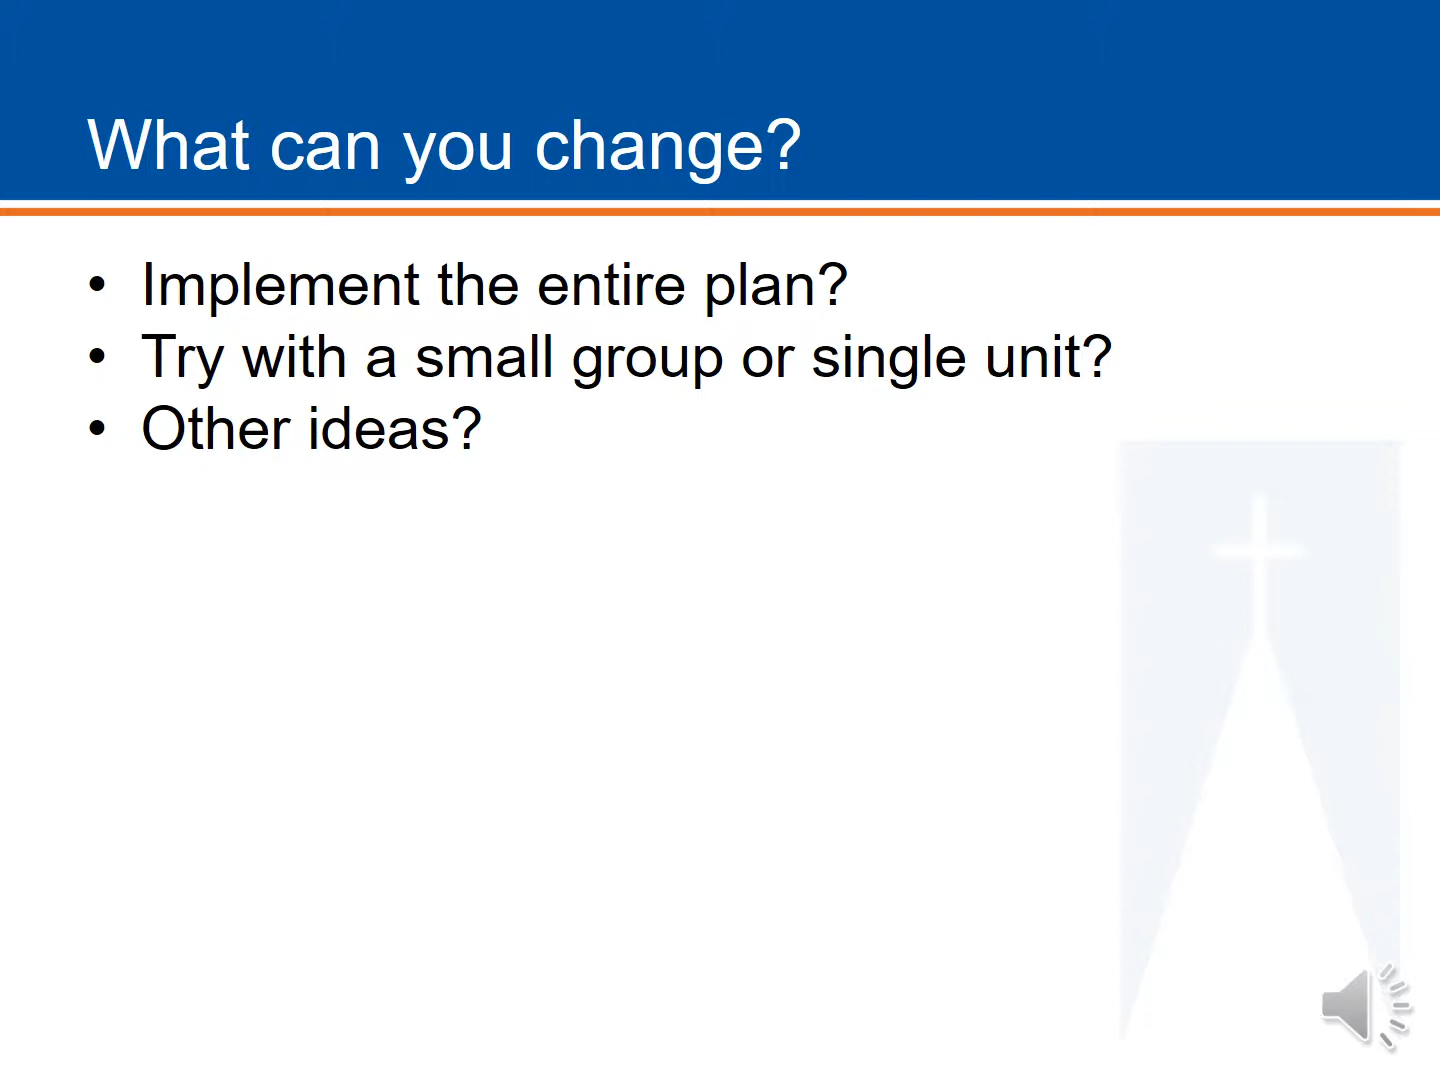 What can you change?
• Implement the entire plan?
• Try with a small group or single unit?
• Other ideas?